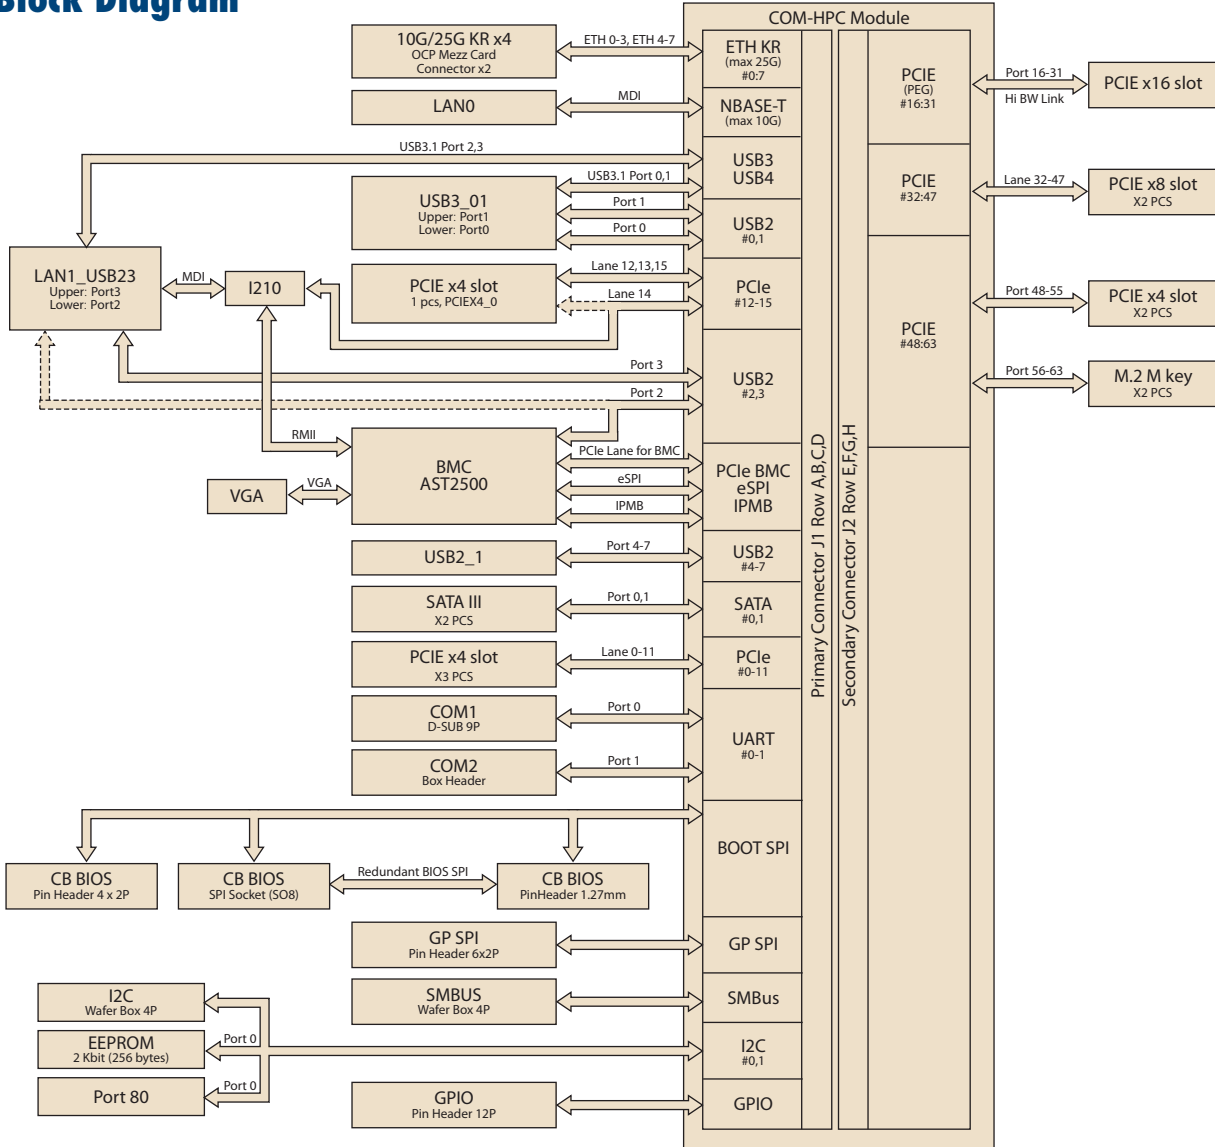 Block Diagram
COM-HPC Module
10G/25G KR x4
OCP Mezz Card
Connector x2
ETH 0-3, ETH 4-7
ETH KR
(max 25G)
#0:7
LAN0
MDI
NBASE-T
(max 10G)
USB3.1 Port 2,3
USB3
USB4
USB3_01
Upper: Port1
Lower: Port0
USB3.1 Port 0,1
Port 1
Port 0
USB2
#0,1
LAN1_USB23
Upper: Port3
Lower: Port2
MDI
I210
PCIE x4 slot
1 pcs, PCIEX4_0
Lane 12,13,15
Lane 14
PCIe
#12-15
Port 3
Port 2
USB2
#2,3
RMII
BMC
AST2500
VGA
VGA
PCIe Lane for BMC
eSPI
IPMB
PCIe BMC
eSPI
IPMB
USB2_1
Port 4-7
USB2
#4-7
SATA III
X2 PCS
Port 0,1
SATA
#0,1
PCIE x4 slot
X3 PCS
Lane 0-11
PCIe
#0-11
COM1
D-SUB 9P
Port 0
COM2
Box Header
Port 1
UART
#0-1
BOOT SPI
CB BIOS
Pin Header 4 x 2P
CB BIOS
SPI Socket (SO8)
Redundant BIOS SPI
CB BIOS
PinHeader 1.27mm
GP SPI
Pin Header 6x2P
GP SPI
SMBUS
Wafer Box 4P
SMBus
I2C
Wafer Box 4P
EEPROM
2 Kbit (256 bytes)
Port 0
Port 80
Port 0
I2C
#0,1
GPIO
Pin Header 12P
GPIO
Primary Connector J1 Row A,B,C,D
Secondary Connector J2 Row E,F,G,H
PCIE
(PEG)
#16:31
Port 16-31
Hi BW Link
PCIE x16 slot
PCIE
#32:47
Lane 32-47
PCIE x8 slot
X2 PCS
PCIE
#48:63
Port 48-55
PCIE x4 slot
X2 PCS
Port 56-63
M.2 M key
X2 PCS